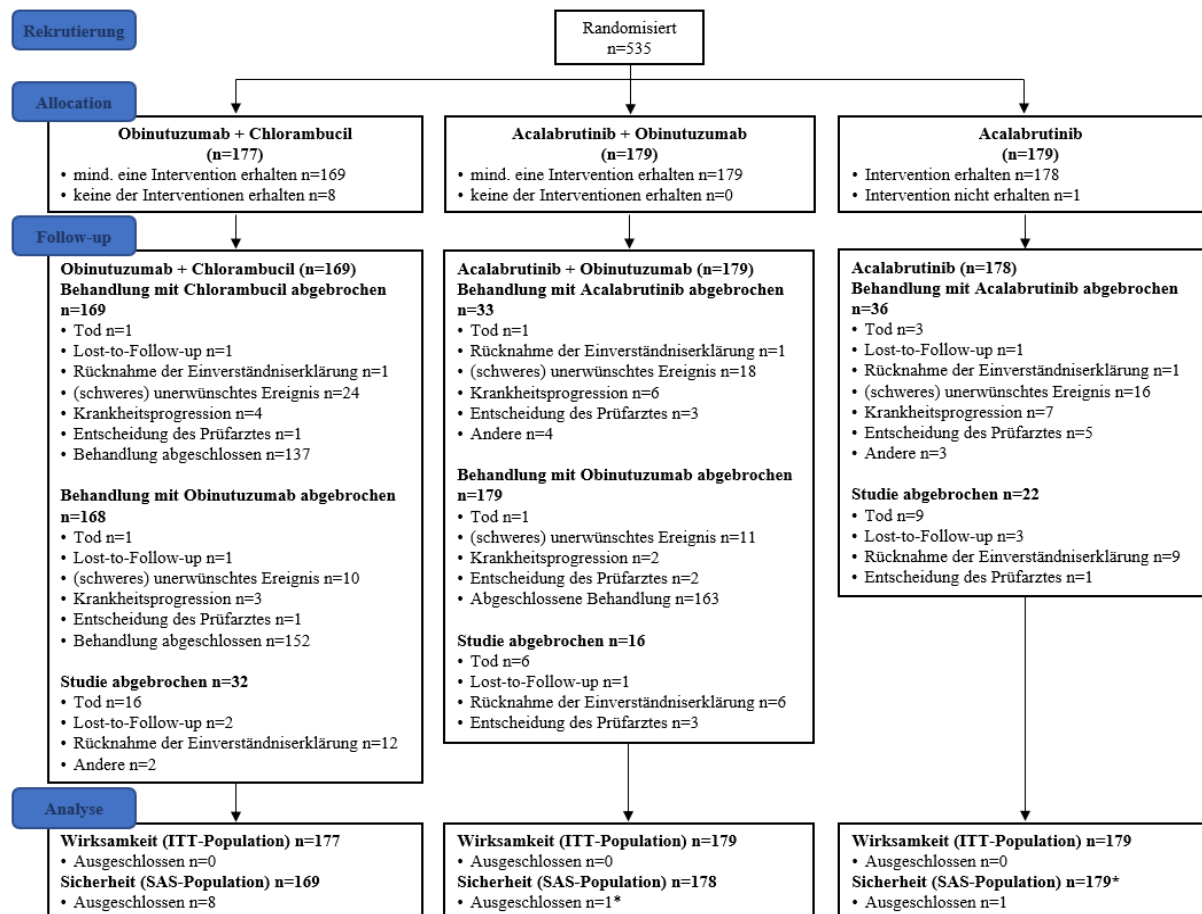 Rekrutierung
Randomisiert
n=535
Allocation
Obinutuzumab + Chlorambucil
(n=177)
• mind. eine Intervention erhalten n=169
• keine der Interventionen erhalten n=8
Acalabrutinib + Obinutuzumab
(n=179)
• mind. eine Intervention erhalten n=179
• keine der Interventionen erhalten n=0
Acalabrutinib
(n=179)
• Intervention erhalten n=178
• Intervention nicht erhalten n=1
Follow-up
Obinutuzumab + Chlorambucil (n=169)
Behandlung mit Chlorambucil abgebrochen
n=169
• Tod n=1
• Lost-to-Follow-up n=1
• Rücknahme der Einverständniserklärung n=1
• (schweres) unerwünschtes Ereignis n=24
• Krankheitsprogression n=4
• Entscheidung des Prüfarztes n=1
• Behandlung abgeschlossen n=137
Behandlung mit Obinutuzumab abgebrochen
n=168
• Tod n=1
• Lost-to-Follow-up n=1
• (schweres) unerwünschtes Ereignis n=10
• Krankheitsprogression n=3
• Entscheidung des Prüfarztes n=1
• Behandlung abgeschlossen n=152
Studie abgebrochen n=32
• Tod n=16
• Lost-to-Follow-up n=2
• Rücknahme der Einverständniserklärung n=12
• Andere n=2
Acalabrutinib + Obinutuzumab (n=179)
Behandlung mit Acalabrutinib abgebrochen
n=33
• Tod n=1
• Rücknahme der Einverständniserklärung n=1
• (schweres) unerwünschtes Ereignis n=18
• Krankheitsprogression n=6
• Entscheidung des Prüfarztes n=3
• Andere n=4
Behandlung mit Obinutuzumab abgebrochen
n=179
• Tod n=1
• (schweres) unerwünschtes Ereignis n=11
• Krankheitsprogression n=2
• Entscheidung des Prüfarztes n=2
• Abgeschlossene Behandlung n=163
Studie abgebrochen n=16
• Tod n=6
• Lost-to-Follow-up n=1
• Rücknahme der Einverständniserklärung n=6
• Entscheidung des Prüfarztes n=3
Acalabrutinib (n=178)
Behandlung mit Acalabrutinib abgebrochen
n=36
• Tod n=3
• Lost-to-Follow-up n=1
• Rücknahme der Einverständniserklärung n=1
• (schweres) unerwünschtes Ereignis n=16
• Krankheitsprogression n=7
• Entscheidung des Prüfarztes n=5
• Andere n=3
Studie abgebrochen n=22
• Tod n=9
• Lost-to-Follow-up n=3
• Rücknahme der Einverständniserklärung n=9
• Entscheidung des Prüfarztes n=1
Analyse
Wirksamkeit (ITT-Population) n=177
• Ausgeschlossen n=0
Sicherheit (SAS-Population) n=169
• Ausgeschlossen n=8
Wirksamkeit (ITT-Population) n=179
• Ausgeschlossen n=0
Sicherheit (SAS-Population) n=178
• Ausgeschlossen n=1*
Wirksamkeit (ITT-Population) n=179
• Ausgeschlossen n=0
Sicherheit (SAS-Population) n=179*
• Ausgeschlossen n=1